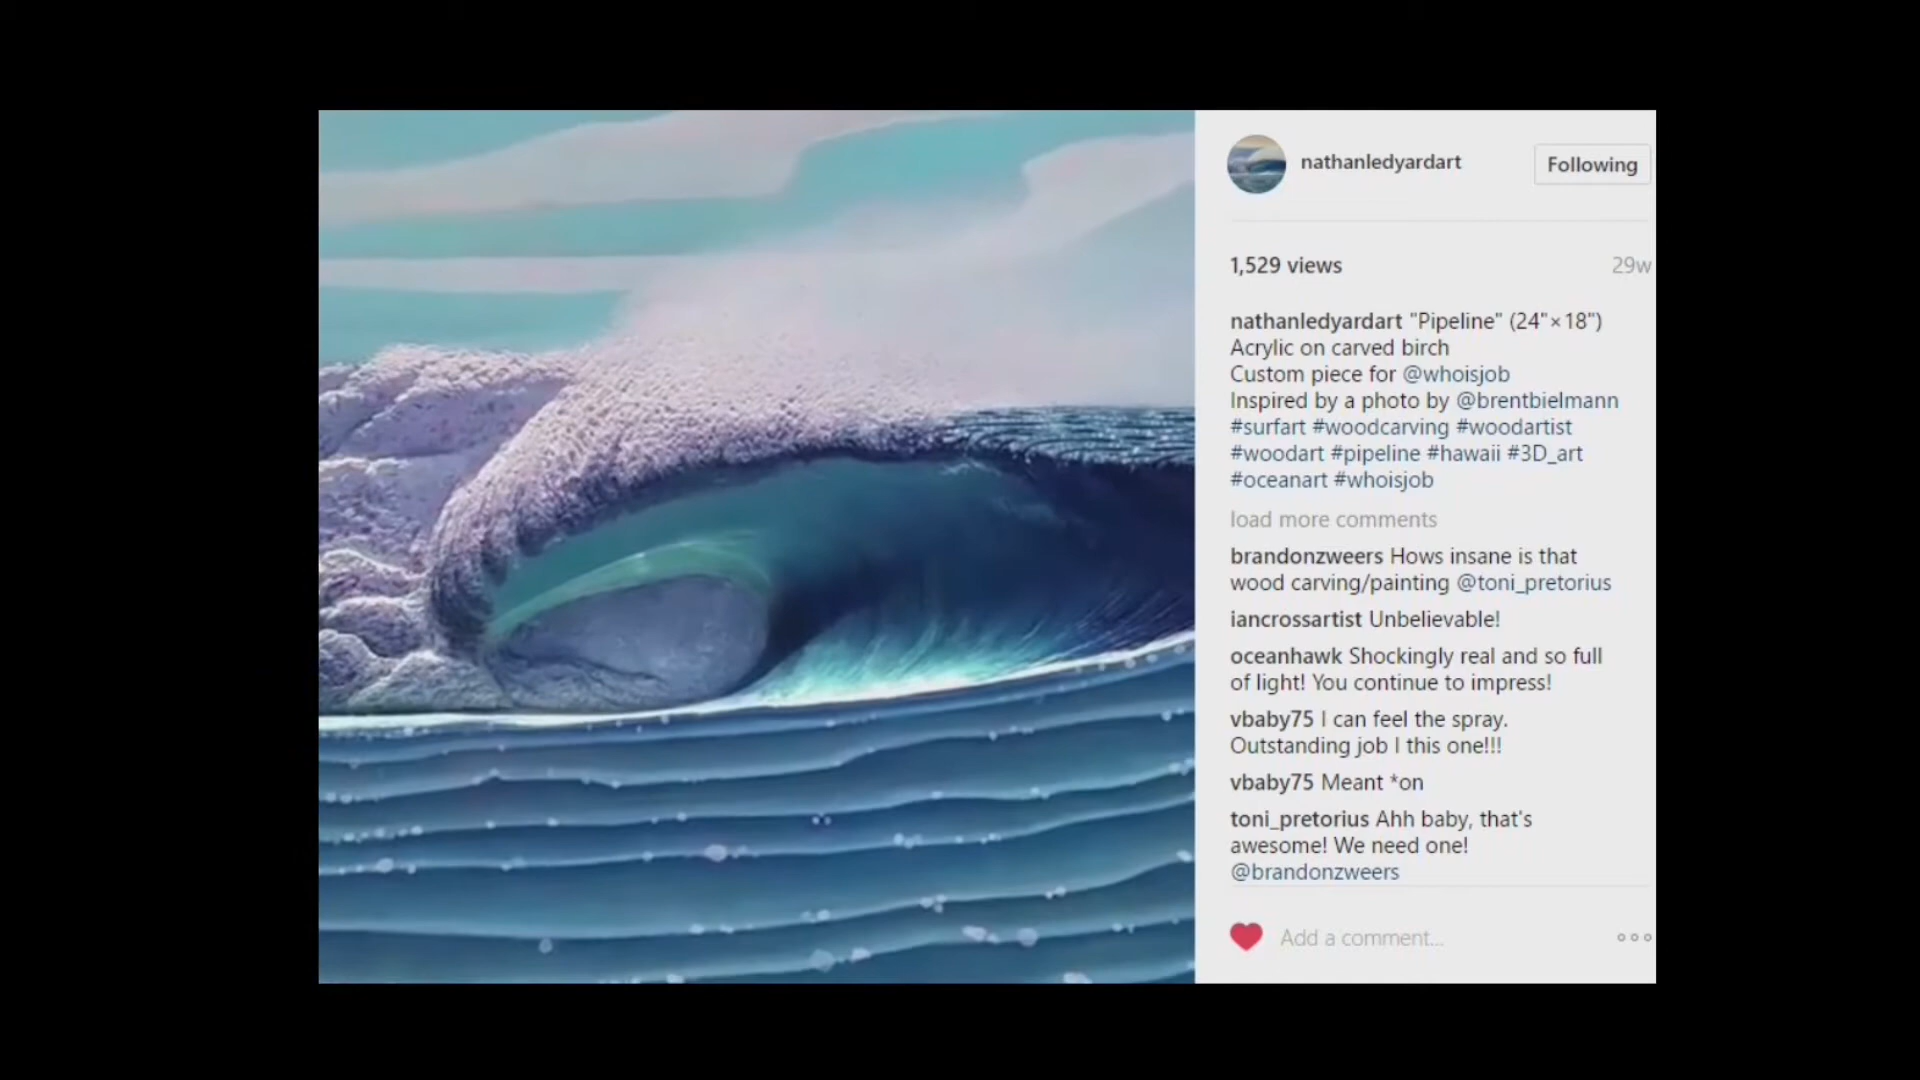 nathanledyardart
Following
1,529 views
29w
nathanledyardart "Pipeline" (24"×18")
Acrylic on carved birch
Custom piece for @whoisjob
Inspired by a photo by @brentbielmann
#surfart #woodcarving #woodartist
#woodart #pipeline #hawaii #3D_art
#oceanart #whoisjob
load more comments
brandonzweers Hows insane is that
wood carving/painting @toni_pretorius
iancrossartist Unbelievable!
oceanhawk Shockingly real and so full
of light! You continue to impress!
vbaby75 I can feel the spray.
Outstanding job I this one!!!
vbaby75 Meant *on
toni_pretorius Ahh baby, that's
awesome! We need one!
@brandonzweers
Add a comment...